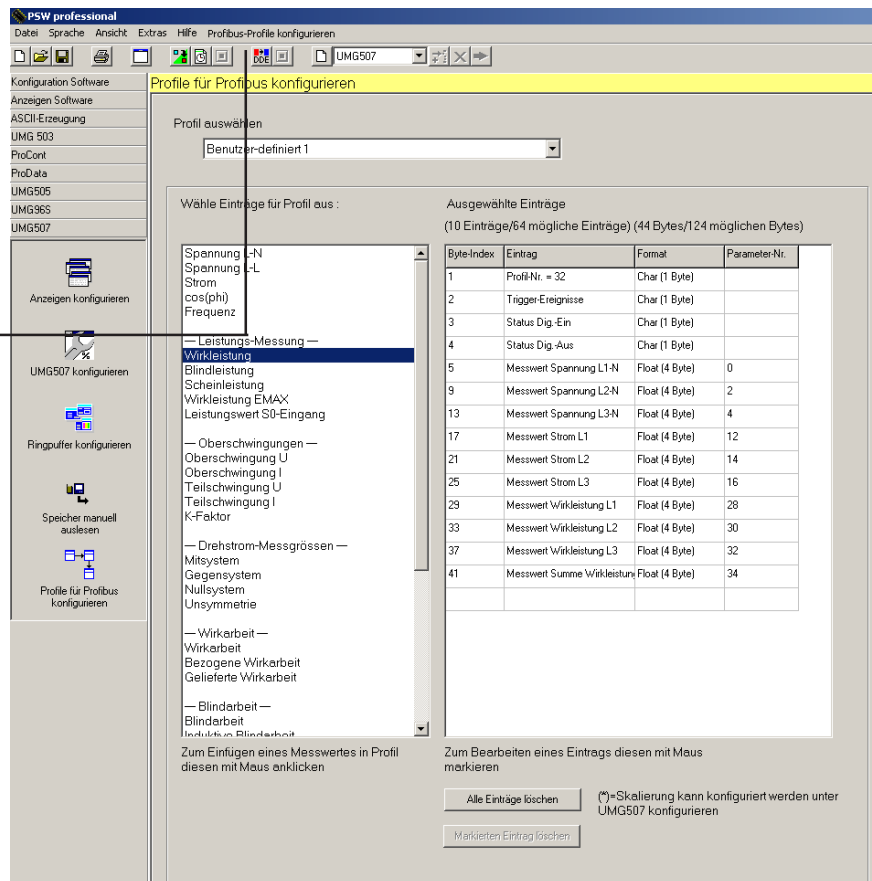 PSW professional
Datei Sprache Ansicht Extras Hilfe Profibus-Profile konfigurieren
DDE UMG507
Konfiguration Software
Anzeigen Software
ASCII-Erzeugung
UMG 503
ProCont
ProData
UMG505
UMG96S
UMG507
Anzeigen konfigurieren
UMG507 konfigurieren
Ringpuffer konfigurieren
Speicher manuell
auslesen
Profile für Profibus
konfigurieren
Profile für Profibus konfigurieren
Profil auswählen
Benutzer-definiert 1
Wähle Einträge für Profil aus :
Spannung L-N
Spannung L-L
Strom
cos(phi)
Frequenz
— Leistungs-Messung —
Wirkleistung
Blindleistung
Scheinleistung
Wirkleistung EMAX
Leistungswert S0-Eingang
— Oberschwingungen —
Oberschwingung U
Oberschwingung I
Teilschwingung U
Teilschwingung I
K-Faktor
— Drehstrom-Messgrössen —
Mitsystem
Gegensystem
Nullsystem
Unsymmetrie
— Wirkarbeit —
Wirkarbeit
Bezogene Wirkarbeit
Gelieferte Wirkarbeit
— Blindarbeit —
Blindarbeit
Induktive Blindarbeit
Zum Einfügen eines Messwertes in Profil
diesen mit Maus anklicken
Ausgewählte Einträge
(10 Einträge/64 mögliche Einträge) (44 Bytes/124 möglichen Bytes)
Byte-Index Eintrag Format Parameter-Nr.
1 Profil-Nr. = 32 Char (1 Byte)
2 Trigger-Ereignisse Char (1 Byte)
3 Status Dig.-Ein Char (1 Byte)
4 Status Dig.-Aus Char (1 Byte)
5 Messwert Spannung L1-N Float (4 Byte) 0
9 Messwert Spannung L2-N Float (4 Byte) 2
13 Messwert Spannung L3-N Float (4 Byte) 4
17 Messwert Strom L1 Float (4 Byte) 12
21 Messwert Strom L2 Float (4 Byte) 14
25 Messwert Strom L3 Float (4 Byte) 16
29 Messwert Wirkleistung L1 Float (4 Byte) 28
33 Messwert Wirkleistung L2 Float (4 Byte) 30
37 Messwert Wirkleistung L3 Float (4 Byte) 32
41 Messwert Summe Wirkleistung Float (4 Byte) 34
Zum Bearbeiten eines Eintrags diesen mit Maus
markieren
Alle Einträge löschen
(*)=Skalierung kann konfiguriert werden unter
UMG507 konfigurieren
Markierten Eintrag löschen